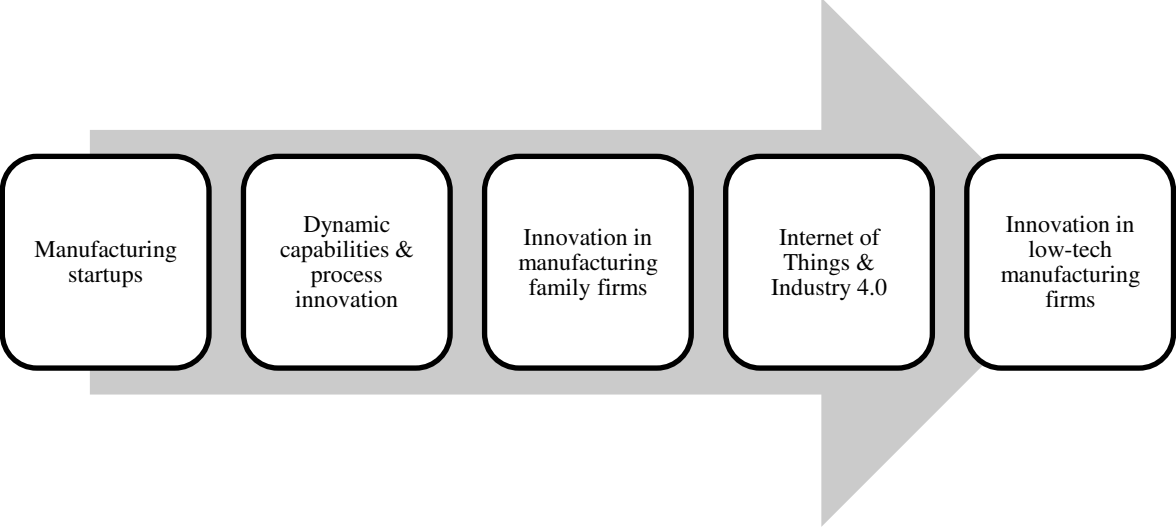 Manufacturing
startups
Dynamic
capabilities &
process
innovation
Innovation in
manufacturing
family firms
Internet of
Things &
Industry 4.0
Innovation in
low-tech
manufacturing
firms